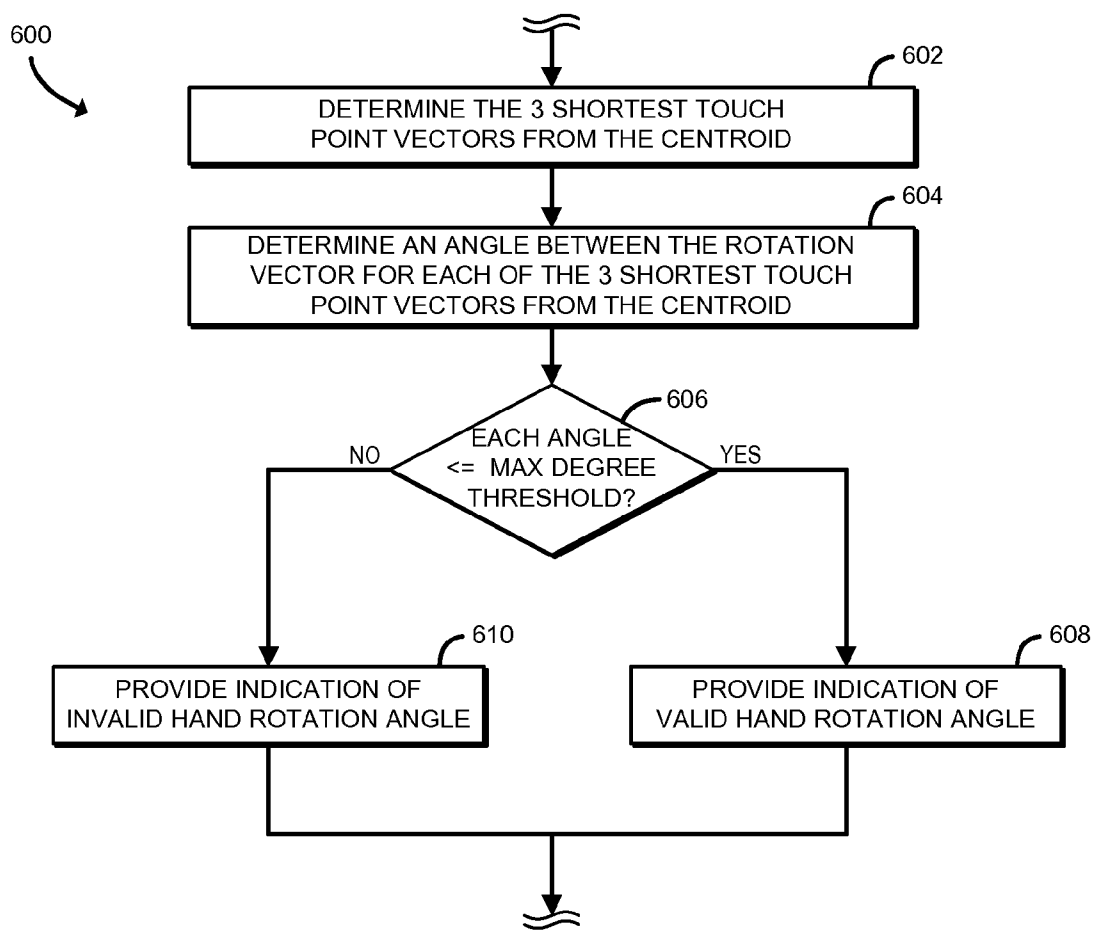 600
602
DETERMINE THE 3 SHORTEST TOUCH
POINT VECTORS FROM THE CENTROID
604
DETERMINE AN ANGLE BETWEEN THE ROTATION
VECTOR FOR EACH OF THE 3 SHORTEST TOUCH
POINT VECTORS FROM THE CENTROID
606
EACH ANGLE
<= MAX DEGREE
THRESHOLD?
NO
YES
610
PROVIDE INDICATION OF
INVALID HAND ROTATION ANGLE
608
PROVIDE INDICATION OF
VALID HAND ROTATION ANGLE